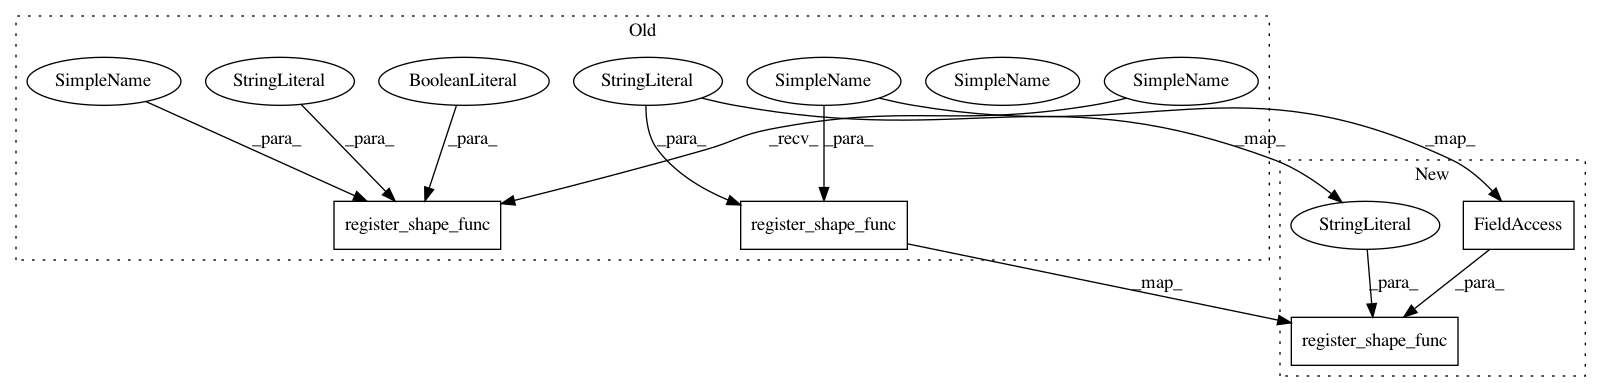 Old
SimpleName
StringLiteral
BooleanLiteral
StringLiteral
SimpleName
SimpleName
SimpleName
_para_
_para_
_para_
_para_
_recv_
_para_
_map_
_map_
New
register_shape_func
register_shape_func
StringLiteral
FieldAccess
_map_
_para_
_para_
register_shape_func